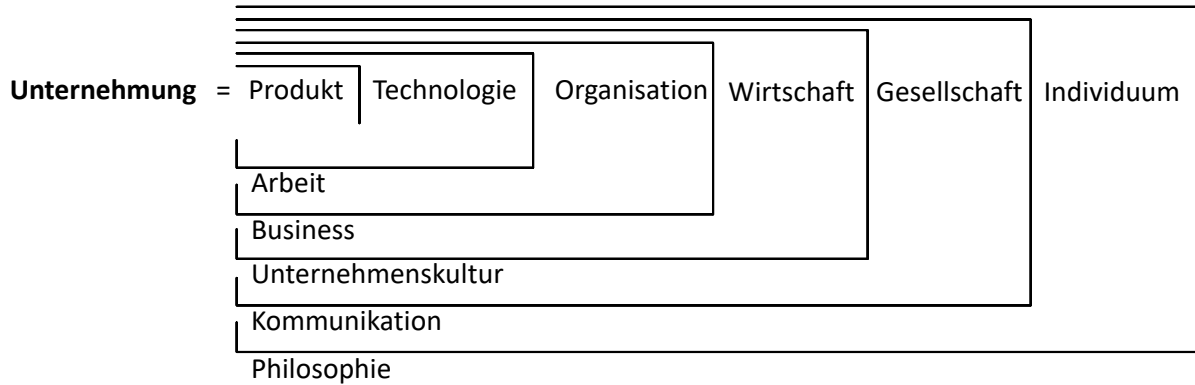 Unternehmung = Produkt Technologie Organisation Wirtschaft Gesellschaft Individuum
Arbeit
Business
Unternehmenskultur
Kommunikation
Philosophie